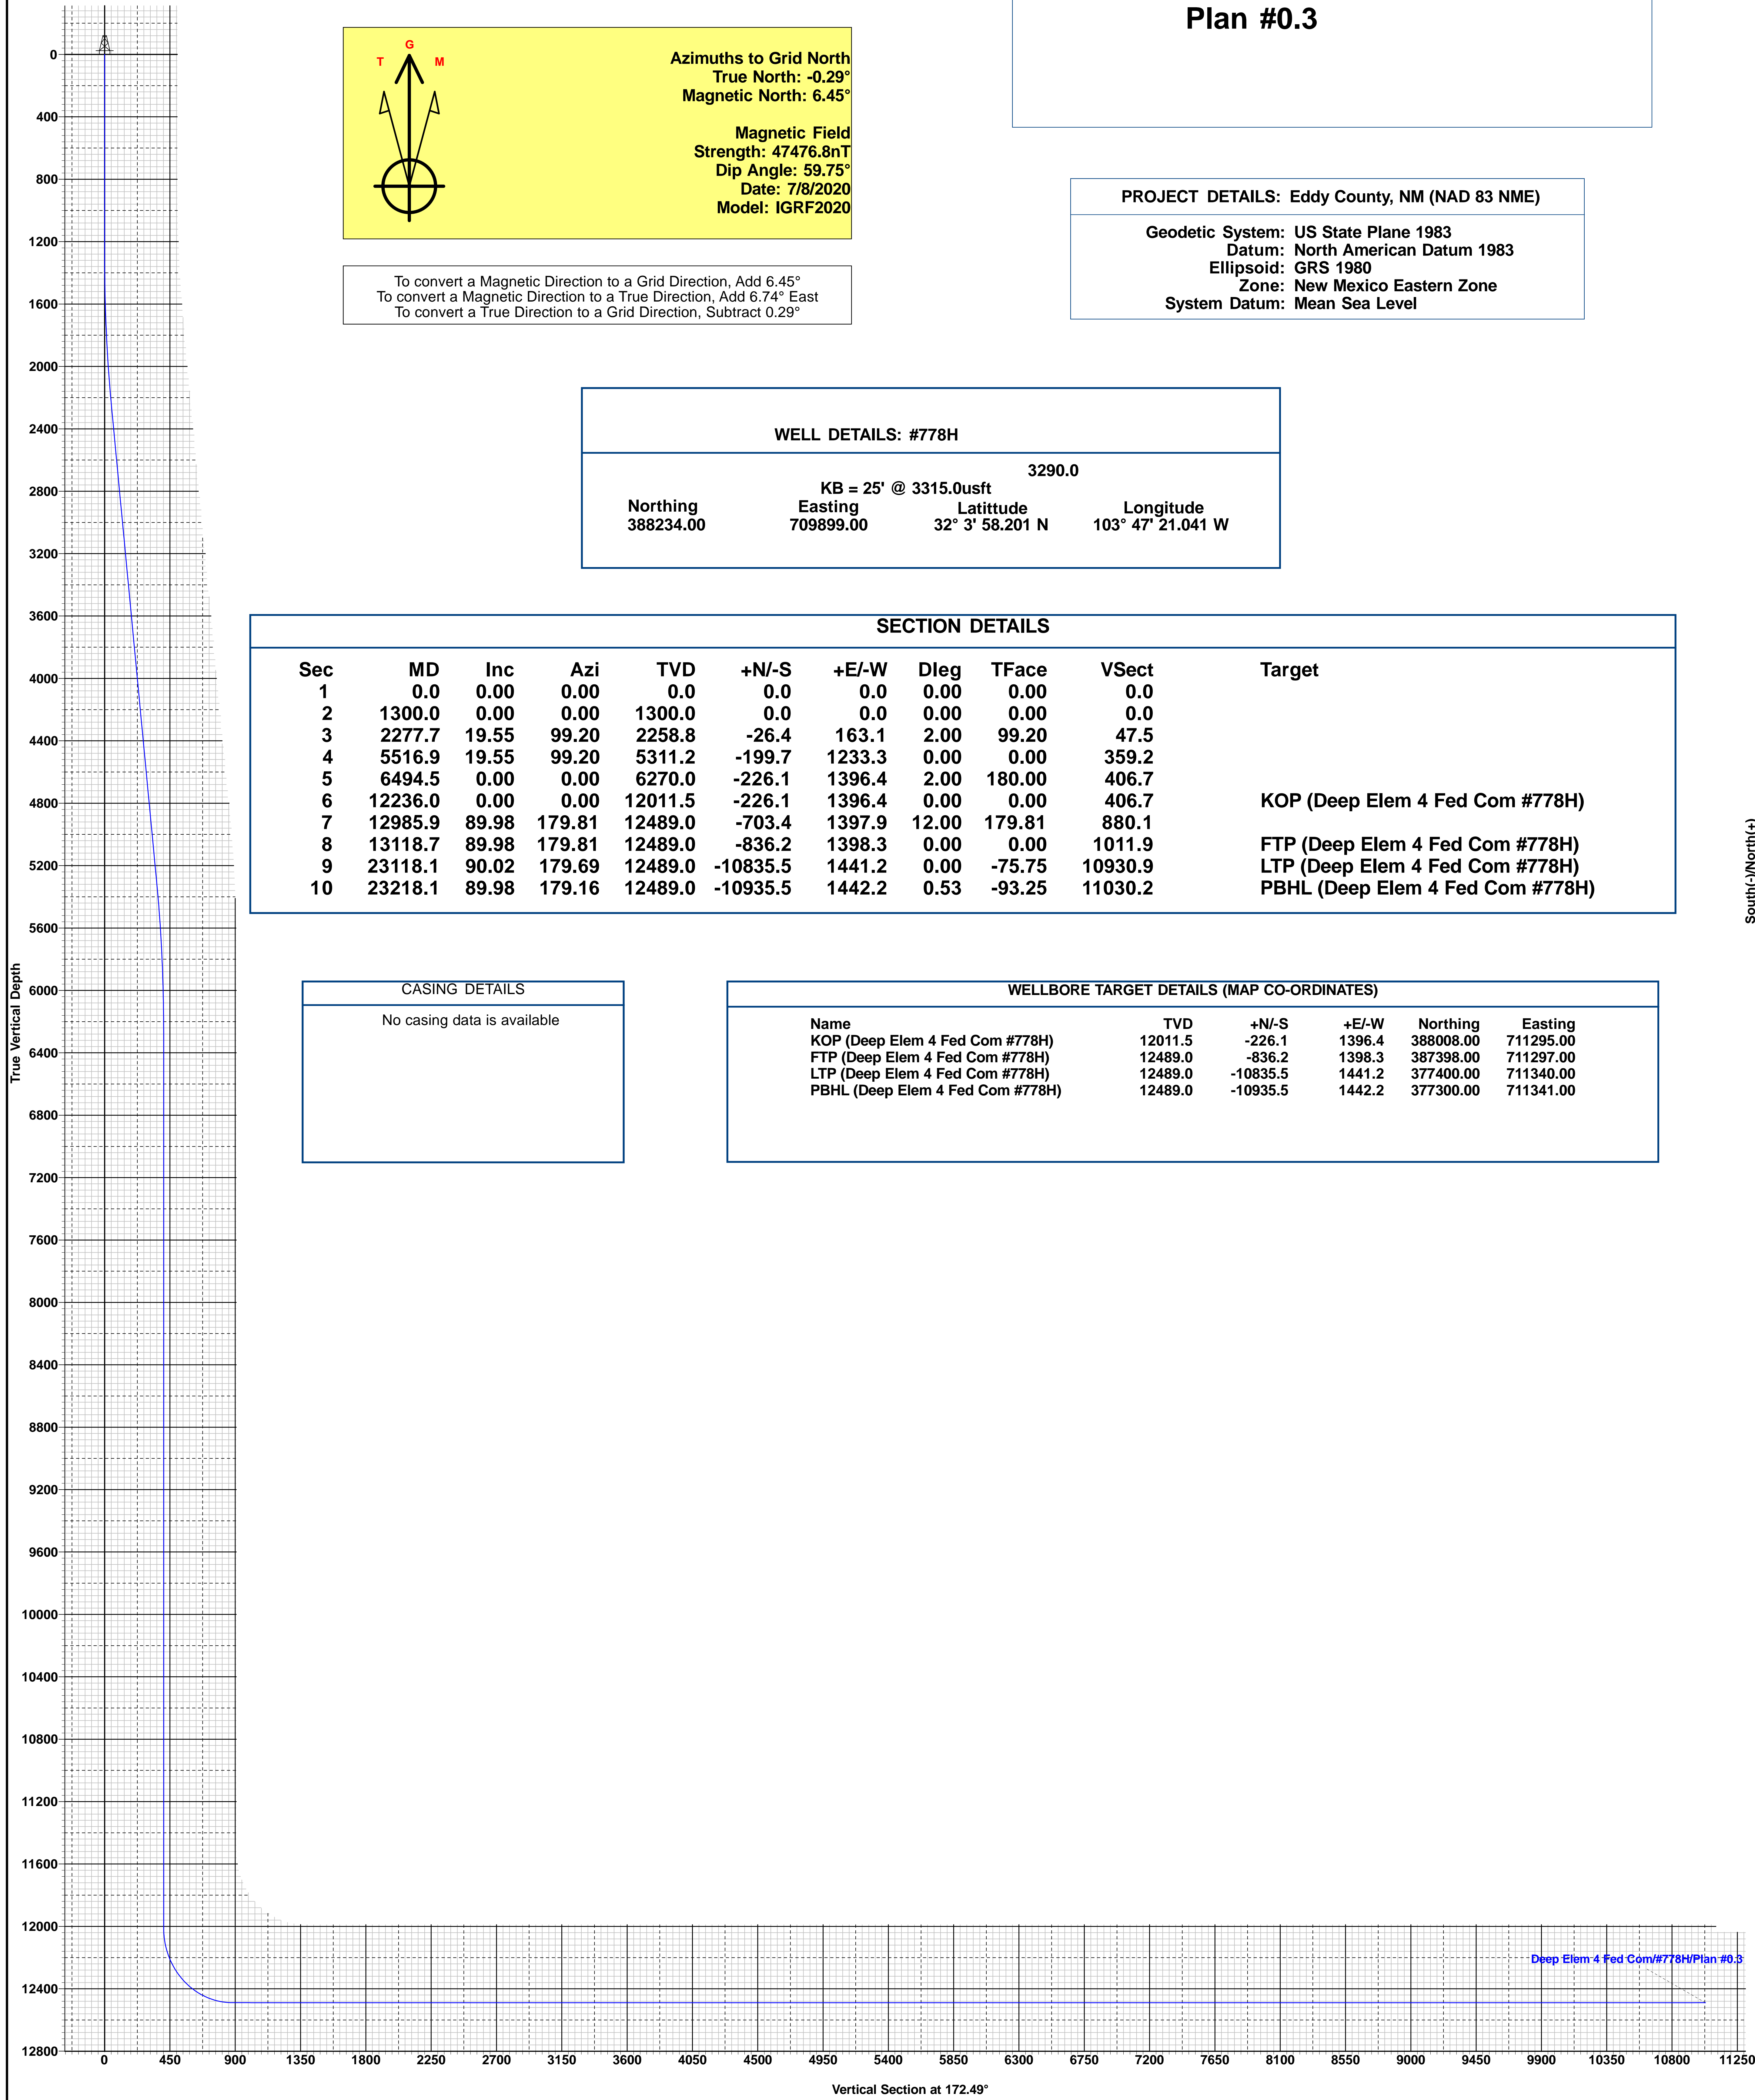 Plan #0.3
G
T M
Azimuths to Grid North
True North: -0.29°
Magnetic North: 6.45°
Magnetic Field
Strength: 47476.8nT
Dip Angle: 59.75°
Date: 7/8/2020
Model: IGRF2020
To convert a Magnetic Direction to a Grid Direction, Add 6.45°
To convert a Magnetic Direction to a True Direction, Add 6.74° East
To convert a True Direction to a Grid Direction, Subtract 0.29°
PROJECT DETAILS: Eddy County, NM (NAD 83 NME)
Geodetic System: US State Plane 1983
Datum: North American Datum 1983
Ellipsoid: GRS 1980
Zone: New Mexico Eastern Zone
System Datum: Mean Sea Level
WELL DETAILS: #778H
3290.0
KB = 25' @ 3315.0usft
Northing Easting Latittude Longitude
388234.00 709899.00 32° 3' 58.201 N 103° 47' 21.041 W
SECTION DETAILS
Sec MD Inc Azi TVD +N/-S +E/-W Dleg TFace VSect Target
1 0.0 0.00 0.00 0.0 0.0 0.0 0.00 0.00 0.0
2 1300.0 0.00 0.00 1300.0 0.0 0.0 0.00 0.00 0.0
3 2277.7 19.55 99.20 2258.8 -26.4 163.1 2.00 99.20 47.5
4 5516.9 19.55 99.20 5311.2 -199.7 1233.3 0.00 0.00 359.2
5 6494.5 0.00 0.00 6270.0 -226.1 1396.4 2.00 180.00 406.7
6 12236.0 0.00 0.00 12011.5 -226.1 1396.4 0.00 0.00 406.7 KOP (Deep Elem 4 Fed Com #778H)
7 12985.9 89.98 179.81 12489.0 -703.4 1397.9 12.00 179.81 880.1
8 13118.7 89.98 179.81 12489.0 -836.2 1398.3 0.00 0.00 1011.9 FTP (Deep Elem 4 Fed Com #778H)
9 23118.1 90.02 179.69 12489.0 -10835.5 1441.2 0.00 -75.75 10930.9 LTP (Deep Elem 4 Fed Com #778H)
10 23218.1 89.98 179.16 12489.0 -10935.5 1442.2 0.53 -93.25 11030.2 PBHL (Deep Elem 4 Fed Com #778H)
South(-)/North(+)
CASING DETAILS
No casing data is available
WELLBORE TARGET DETAILS (MAP CO-ORDINATES)
Name TVD +N/-S +E/-W Northing Easting
KOP (Deep Elem 4 Fed Com #778H) 12011.5 -226.1 1396.4 388008.00 711295.00
FTP (Deep Elem 4 Fed Com #778H) 12489.0 -836.2 1398.3 387398.00 711297.00
LTP (Deep Elem 4 Fed Com #778H) 12489.0 -10835.5 1441.2 377400.00 711340.00
PBHL (Deep Elem 4 Fed Com #778H) 12489.0 -10935.5 1442.2 377300.00 711341.00
True Vertical Depth
0
400
800
1200
1600
2000
2400
2800
3200
3600
4000
4400
4800
5200
5600
6000
6400
6800
7200
7600
8000
8400
8800
9200
9600
10000
10400
10800
11200
11600
12000
12400
12800
Deep Elem 4 Fed Com/#778H/Plan #0.3
0 450 900 1350 1800 2250 2700 3150 3600 4050 4500 4950 5400 5850 6300 6750 7200 7650 8100 8550 9000 9450 9900 10350 10800 11250
Vertical Section at 172.49°